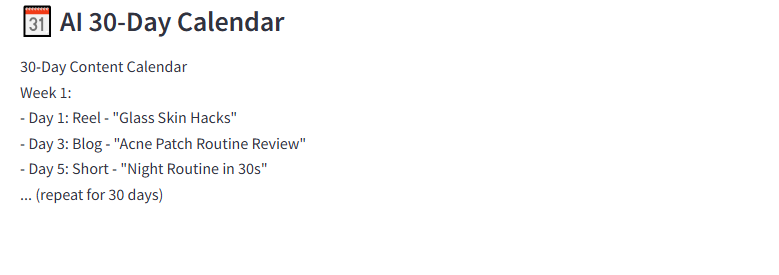 31 AI 30-Day Calendar
30-Day Content Calendar
Week 1:
- Day 1: Reel - "Glass Skin Hacks"
- Day 3: Blog - "Acne Patch Routine Review"
- Day 5: Short - "Night Routine in 30s"
... (repeat for 30 days)